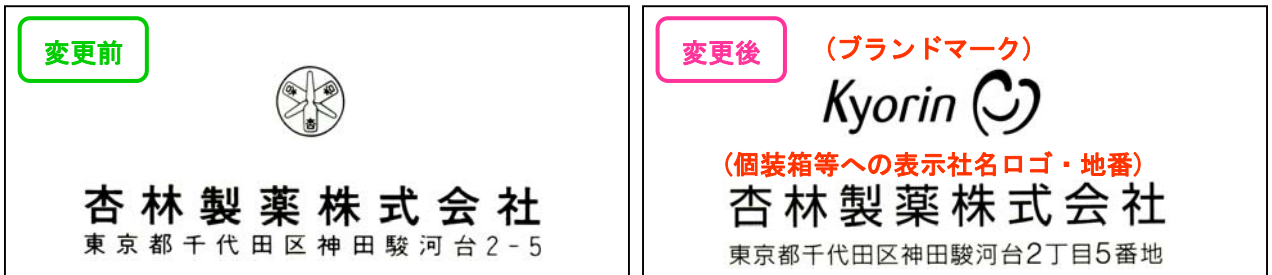 変更前
杏
杏林製薬株式会社
東京都千代田区神田駿河台2-5
変更後
(ブランドマーク)
Kyorin
(個装箱等への表示社名ロゴ・地番)
杏林製薬株式会社
東京都千代田区神田駿河台2丁目5番地